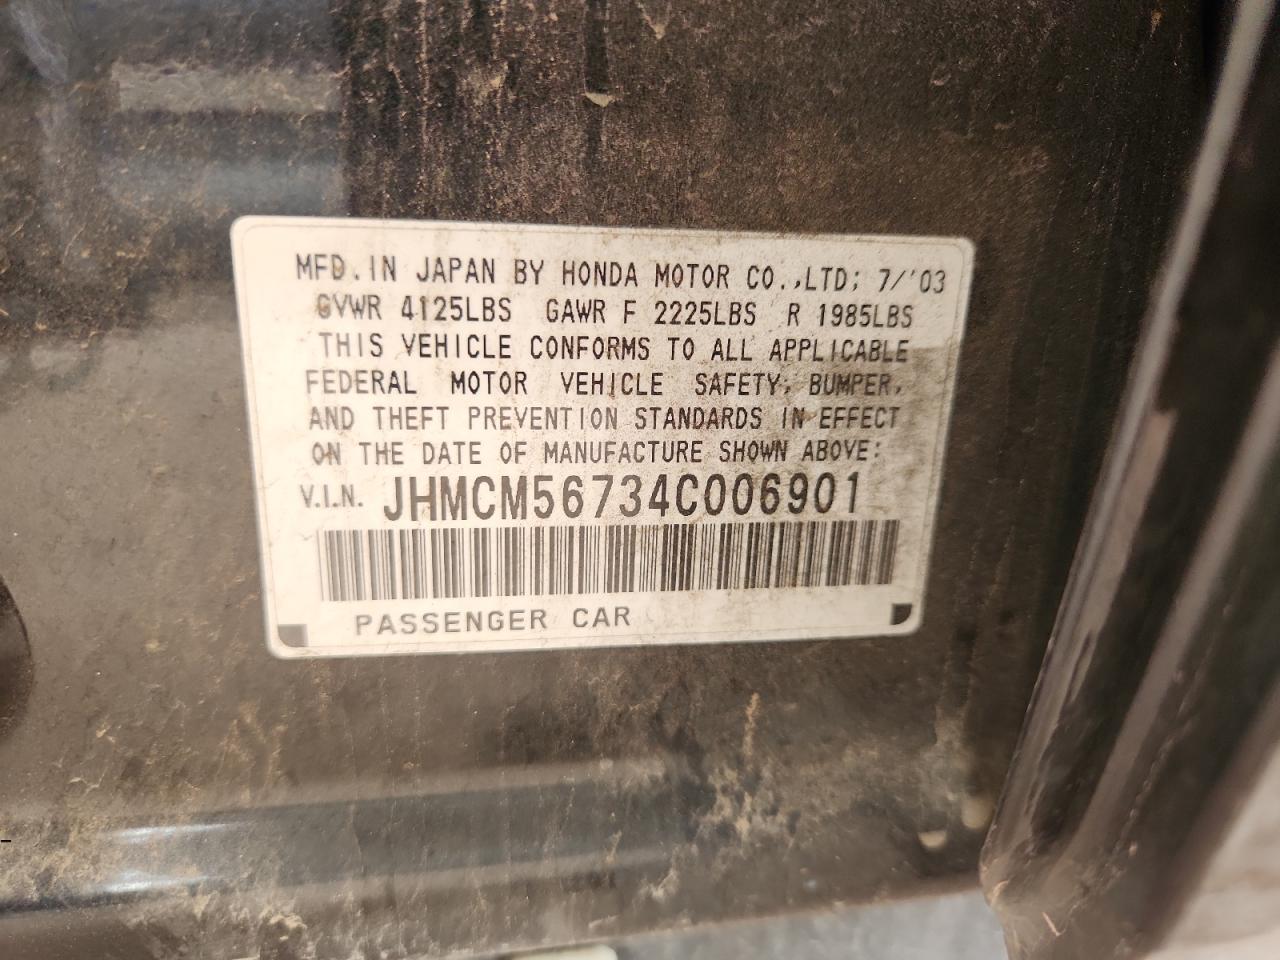 MFD. IN JAPAN BY HONDA MOTOR CO.,LTD; 7/'03
GVWR 4125LBS GAWR F 2225LBS R 1985LBS
THIS VEHICLE CONFORMS TO ALL APPLICABLE
FEDERAL MOTOR VEHICLE SAFETY, BUMPER,
AND THEFT PREVENTION STANDARDS IN EFFECT
ON THE DATE OF MANUFACTURE SHOWN ABOVE:
V.I.N. JHMCM56734C006901
PASSENGER CAR